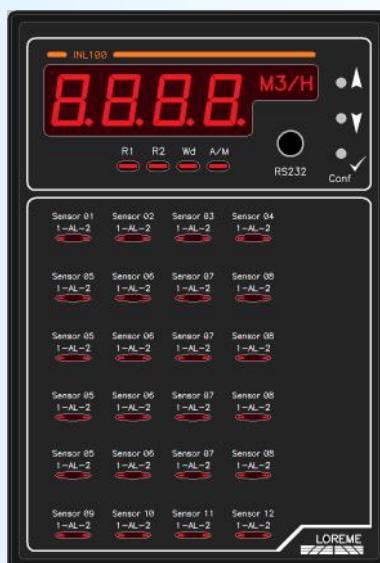 INL100
8.8.8.8 M3/H
R1 R2 Wd A/M
RS232
Conf
Sensor 01 Sensor 02 Sensor 03 Sensor 04
1-AL-2 1-AL-2 1-AL-2 1-AL-2
Sensor 05 Sensor 06 Sensor 07 Sensor 08
1-AL-2 1-AL-2 1-AL-2 1-AL-2
Sensor 05 Sensor 06 Sensor 07 Sensor 08
1-AL-2 1-AL-2 1-AL-2 1-AL-2
Sensor 05 Sensor 06 Sensor 07 Sensor 08
1-AL-2 1-AL-2 1-AL-2 1-AL-2
Sensor 05 Sensor 06 Sensor 07 Sensor 08
1-AL-2 1-AL-2 1-AL-2 1-AL-2
Sensor 09 Sensor 10 Sensor 11 Sensor 12
1-AL-2 1-AL-2 1-AL-2 1-AL-2
LOREME